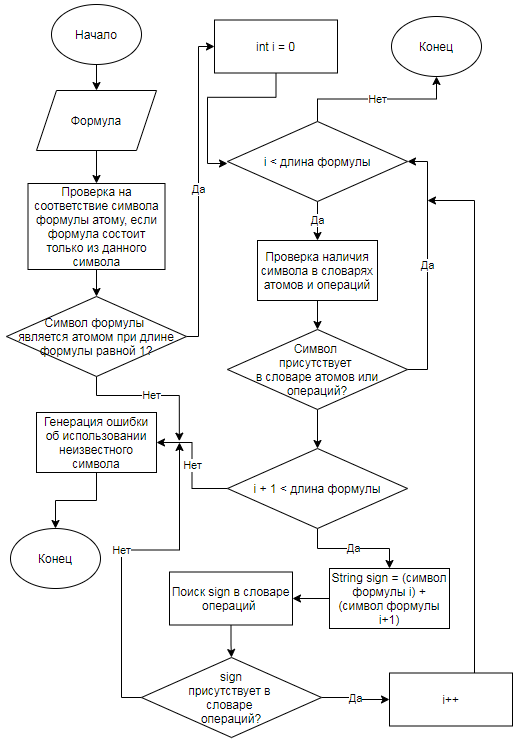 Начало
int i = 0
Конец
Нет
Формула
i < длина формулы
Да
Да
Проверка на
соответствие символа
формулы атому, если
формула состоит
только из данного
символа
Проверка наличия
символа в словарях
атомов и операций
Да
Символ формулы
является атомом при длине
формулы равной 1?
Символ
присутствует
в словаре атомов или
операций?
Нет
Генерация ошибки
об использовании
неизвестного
символа
Нет
i + 1 < длина формулы
Конец
Нет
Да
String sign = (символ
формулы i) +
(символ формулы
i+1)
Поиск sign в словаре
операций
sign
присутствует в
словаре
операций?
Да
i++